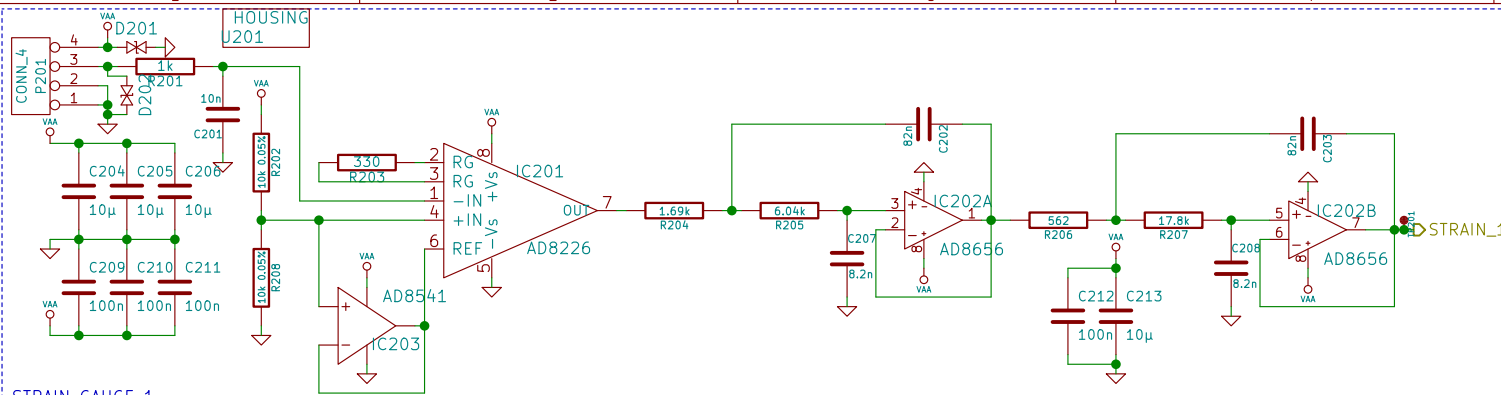 VAA
D201
HOUSING
U201
CONN_4
P201
4
3
2
1
1k
R201
D202
VAA
10n
C201
VAA
C204
10µ
C205
10µ
C206
10µ
C209
100n
C210
100n
C211
100n
VAA
10k 0.05%
R202
10k 0.05%
R208
330
R203
VAA
2
RG
3
RG
1
-IN
4
+IN
6
REF
8
+Vs
-Vs
5
OUT
7
IC201
AD8226
VAA
AD8541
+
-
IC203
1.69k
R204
6.04k
R205
82n
C202
C207
8.2n
3
2
+
-
4
-
+
8
1
IC202A
AD8656
VAA
562
R206
17.8k
R207
82n
C203
VAA
C212
100n
C213
10µ
C208
8.2n
5
6
+
-
4
-
+
8
7
IC202B
AD8656
VAA
STRAIN_1
STRAIN GAUGE 1